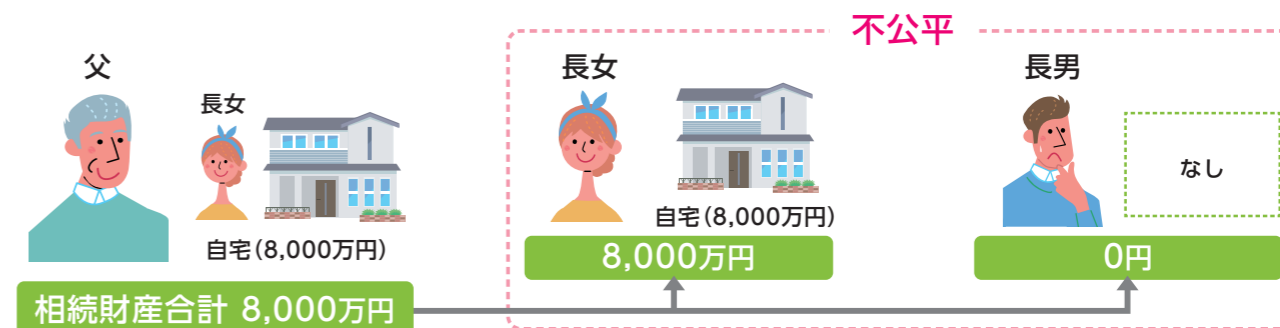 父
長女
自宅（8,000万円）
相続財産合計 8,000万円
不公平
長女
自宅（8,000万円）
8,000万円
長男
なし
0円